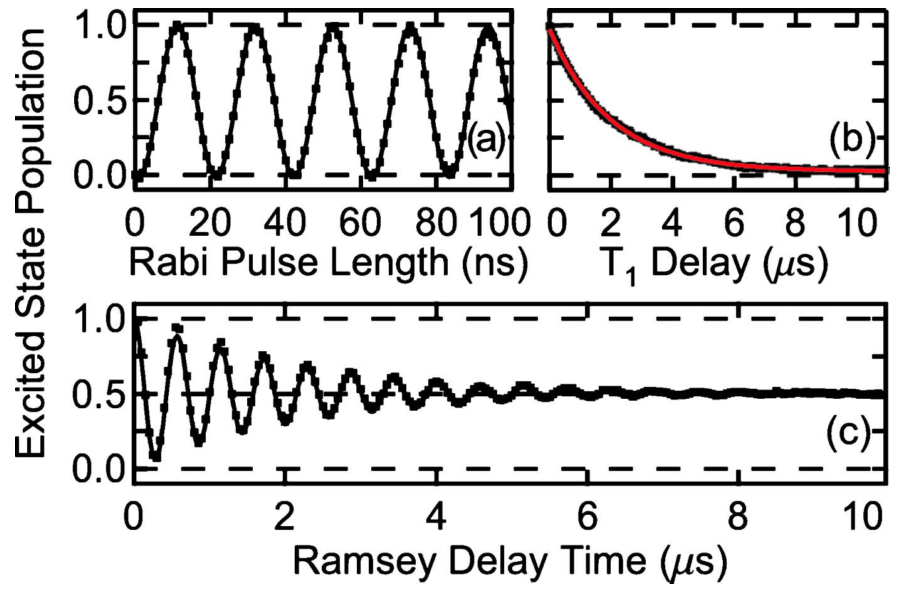 Excited State Population
1.0
0.5
0.0
(a)
0 20 40 60 80 100
Rabi Pulse Length (ns)
(b)
0 2 4 6 8 10
T1 Delay (μs)
1.0
0.5
0.0
(c)
0 2 4 6 8 10
Ramsey Delay Time (μs)